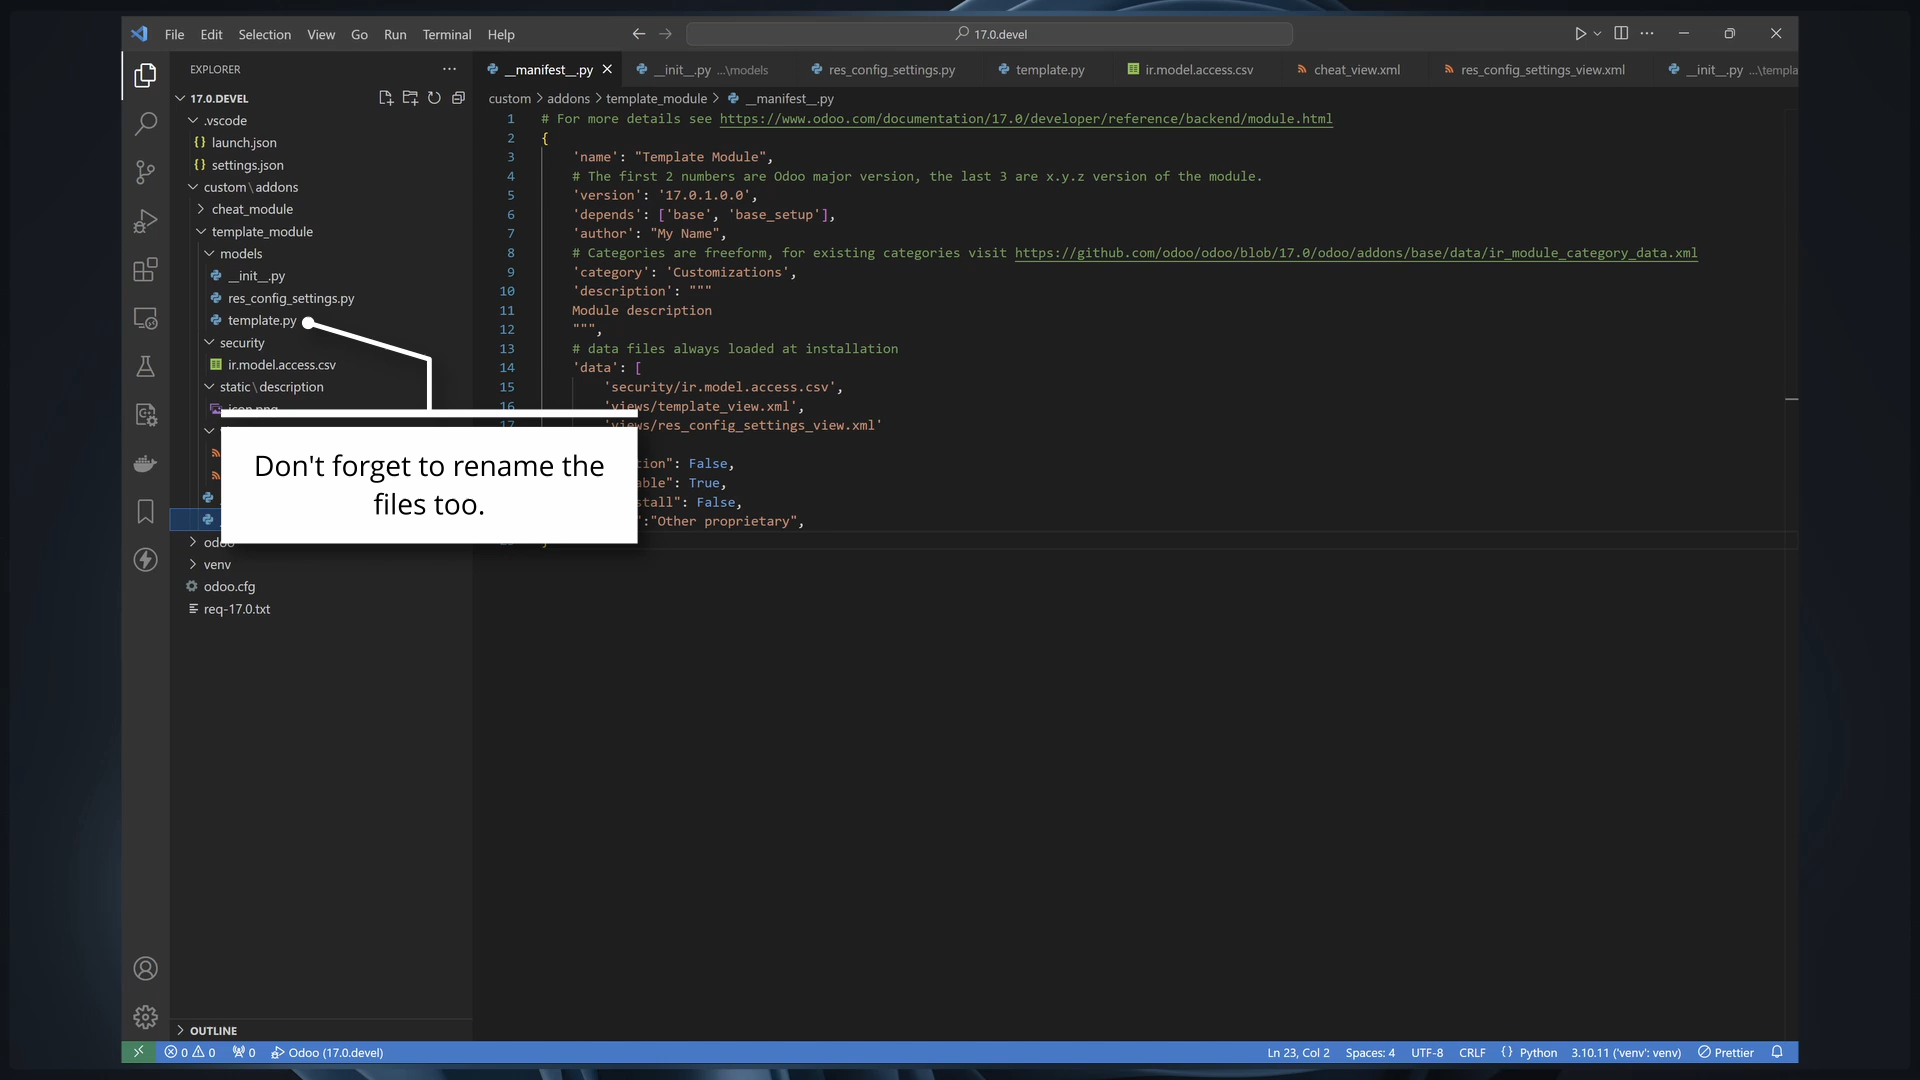 File Edit Selection View Go Run Terminal Help
17.0.devel
EXPLORER
17.0.DEVEL
.vscode
launch.json
settings.json
custom\addons
cheat_module
template_module
models
__init__.py
res_config_settings.py
template.py
security
ir.model.access.csv
static\description
icon.png
odoo
venv
odoo.cfg
req-17.0.txt
OUTLINE
__manifest__.py
__init__.py ...\models
res_config_settings.py
template.py
ir.model.access.csv
cheat_view.xml
res_config_settings_view.xml
__init__.py ...\templa
custom > addons > template_module > __manifest__.py
1 # For more details see https://www.odoo.com/documentation/17.0/developer/reference/backend/module.html
2 {
3 'name': "Template Module",
4 # The first 2 numbers are Odoo major version, the last 3 are x.y.z version of the module.
5 'version': '17.0.1.0.0',
6 'depends': ['base', 'base_setup'],
7 'author': "My Name",
8 # Categories are freeform, for existing categories visit https://github.com/odoo/odoo/blob/17.0/odoo/addons/base/data/ir_module_category_data.xml
9 'category': 'Customizations',
10 'description': """
11 Module description
12 """,
13 # data files always loaded at installation
14 'data': [
15 'security/ir.model.access.csv',
16 'views/template_view.xml',
17 'views/res_config_settings_view.xml'
False,
True,
False,
:"Other proprietary",
Don't forget to rename the
files too.
0 0 0 Odoo (17.0.devel)
Ln 23, Col 2 Spaces: 4 UTF-8 CRLF {} Python 3.10.11 ('venv': venv) Prettier